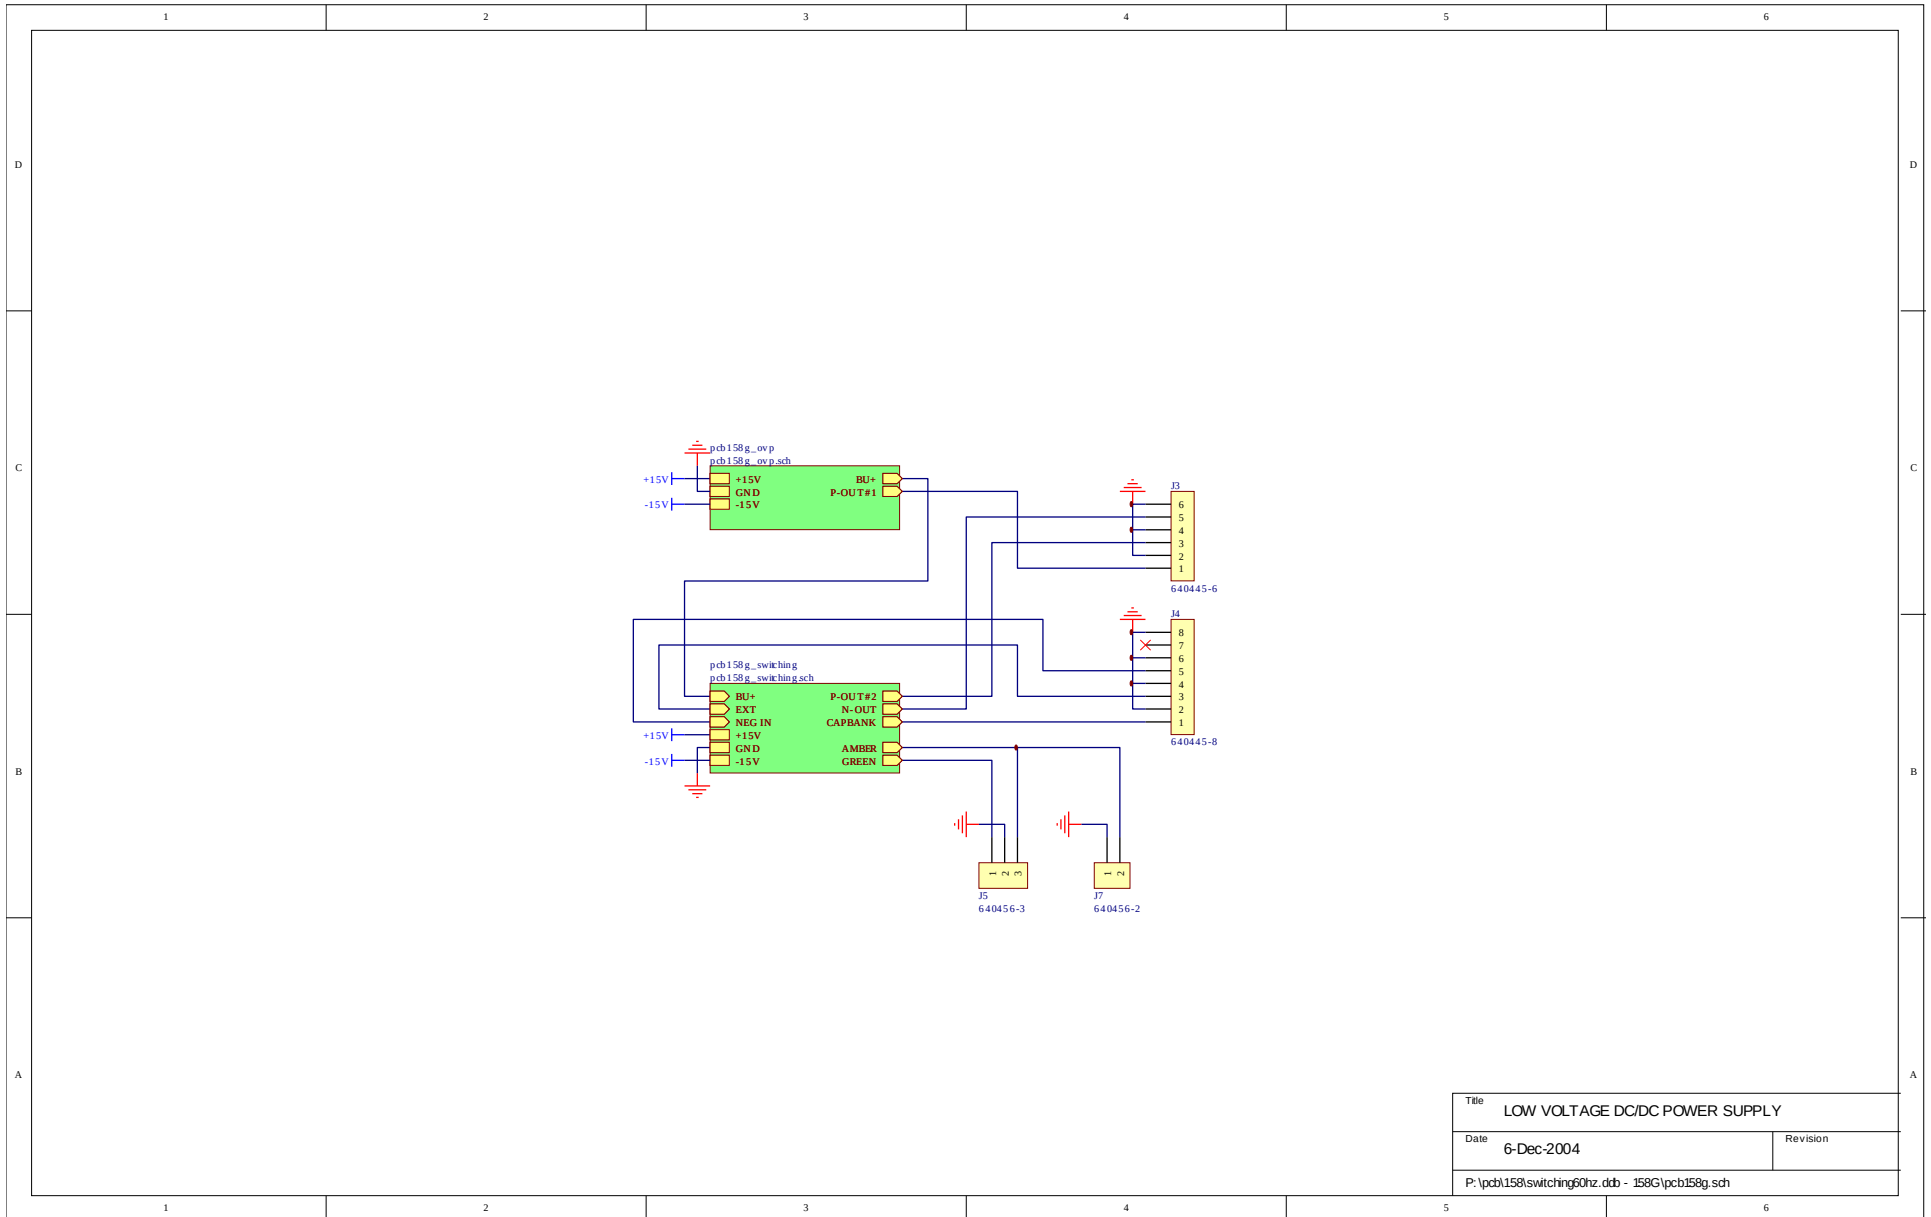 1 2 3 4 5 6
D D
C C
pcb158g_ovp
pcb158g_ovp.sch
+15V +15V BU+
GND P-OUT#1
-15V -15V
J3
6
5
4
3
2
1
640445-6
J4
8
7
6
5
4
3
2
1
640445-8
pcb158g_switching
pcb158g_switching.sch
BU+ P-OUT#2
EXT N-OUT
NEG IN CAPBANK
+15V +15V
GND AMBER
-15V -15V GREEN
B B
1 2 3
J5
640456-3
1 2
J7
640456-2
A A
Title LOW VOLTAGE DC/DC POWER SUPPLY
Date 6-Dec-2004 Revision
P:\pcb\158\switching60hz.ddb - 158G\pcb158g.sch
1 2 3 4 5 6